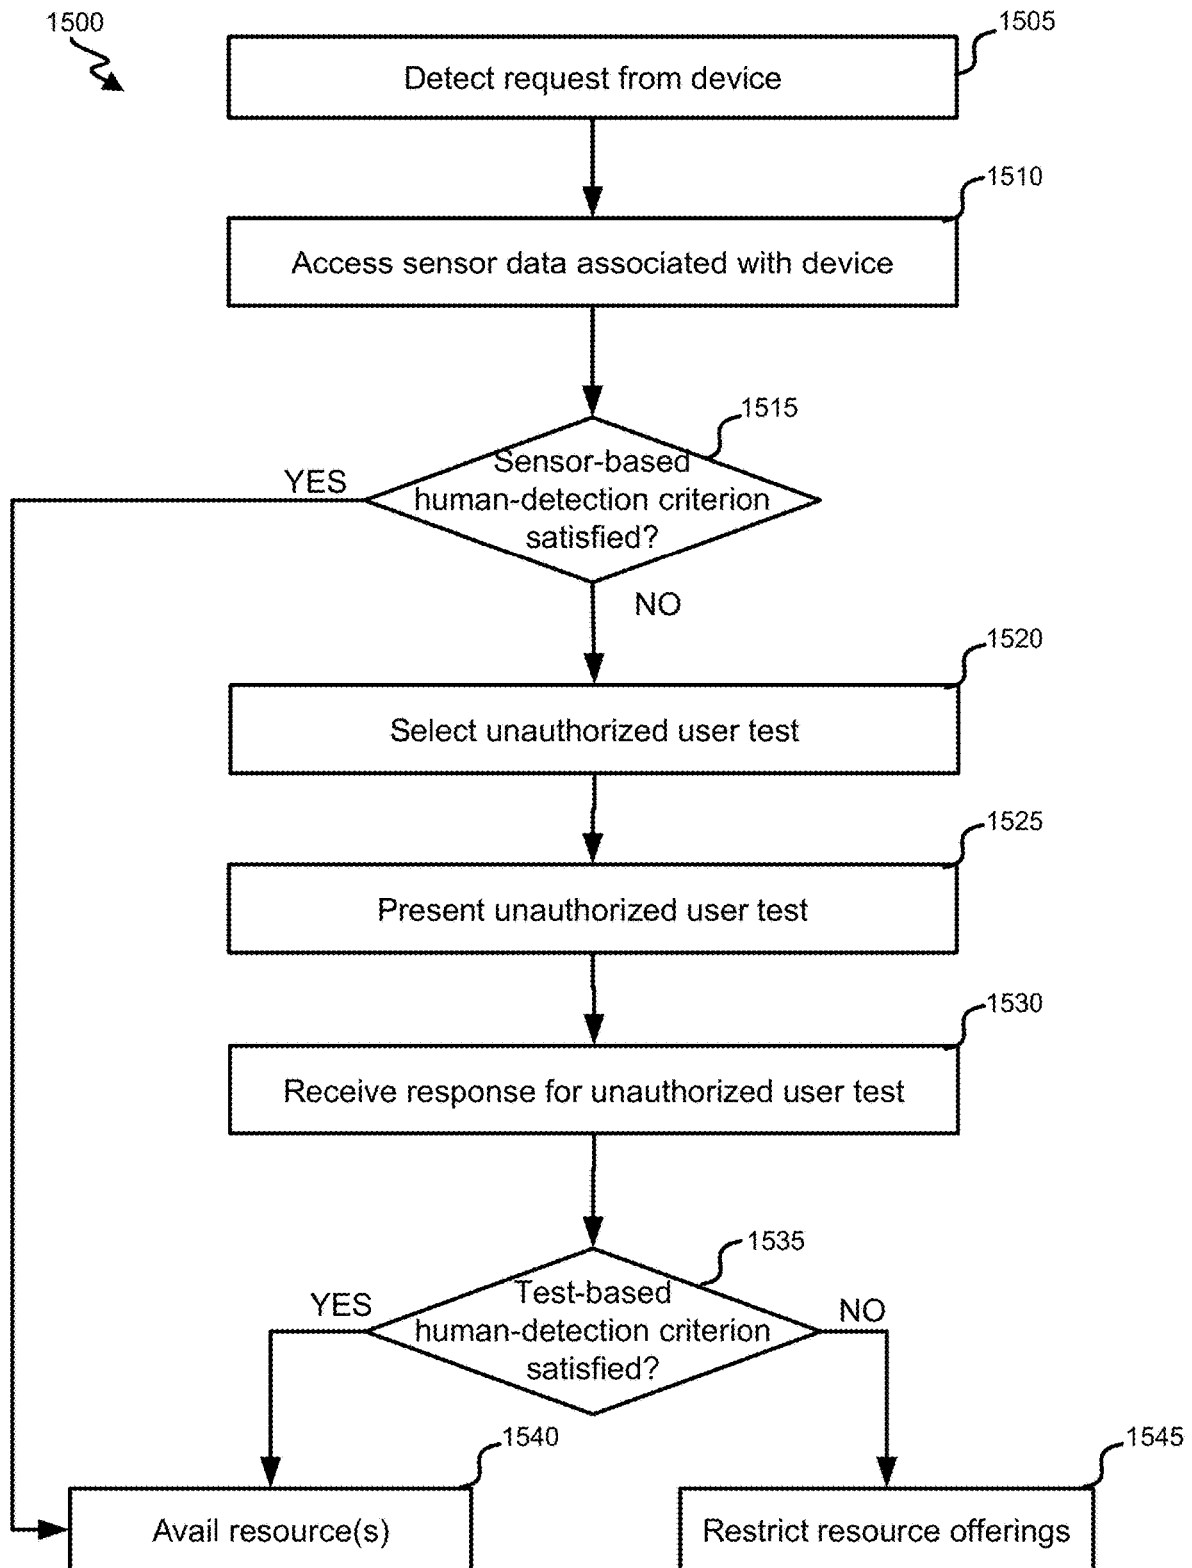 1500
1505
Detect request from device
1510
Access sensor data associated with device
1515
Sensor-based
human-detection criterion
satisfied?
YES
NO
1520
Select unauthorized user test
1525
Present unauthorized user test
1530
Receive response for unauthorized user test
1535
Test-based
human-detection criterion
satisfied?
YES
NO
1540
Avail resource(s)
1545
Restrict resource offerings